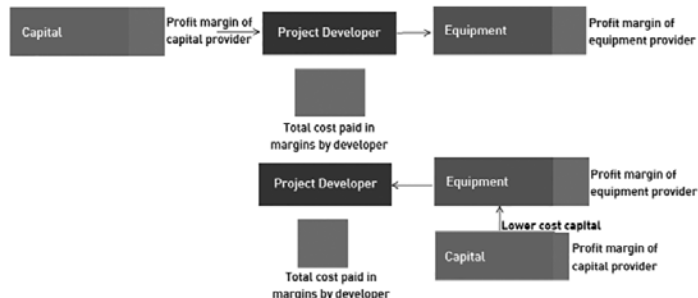 Capital
Profit margin of
capital provider
Project Developer
Equipment
Profit margin of
equipment provider
Total cost paid in
margins by developer
Project Developer
Equipment
Profit margin of
equipment provider
Lower cost capital
Capital
Profit margin of
capital provider
Total cost paid in
margins by developer